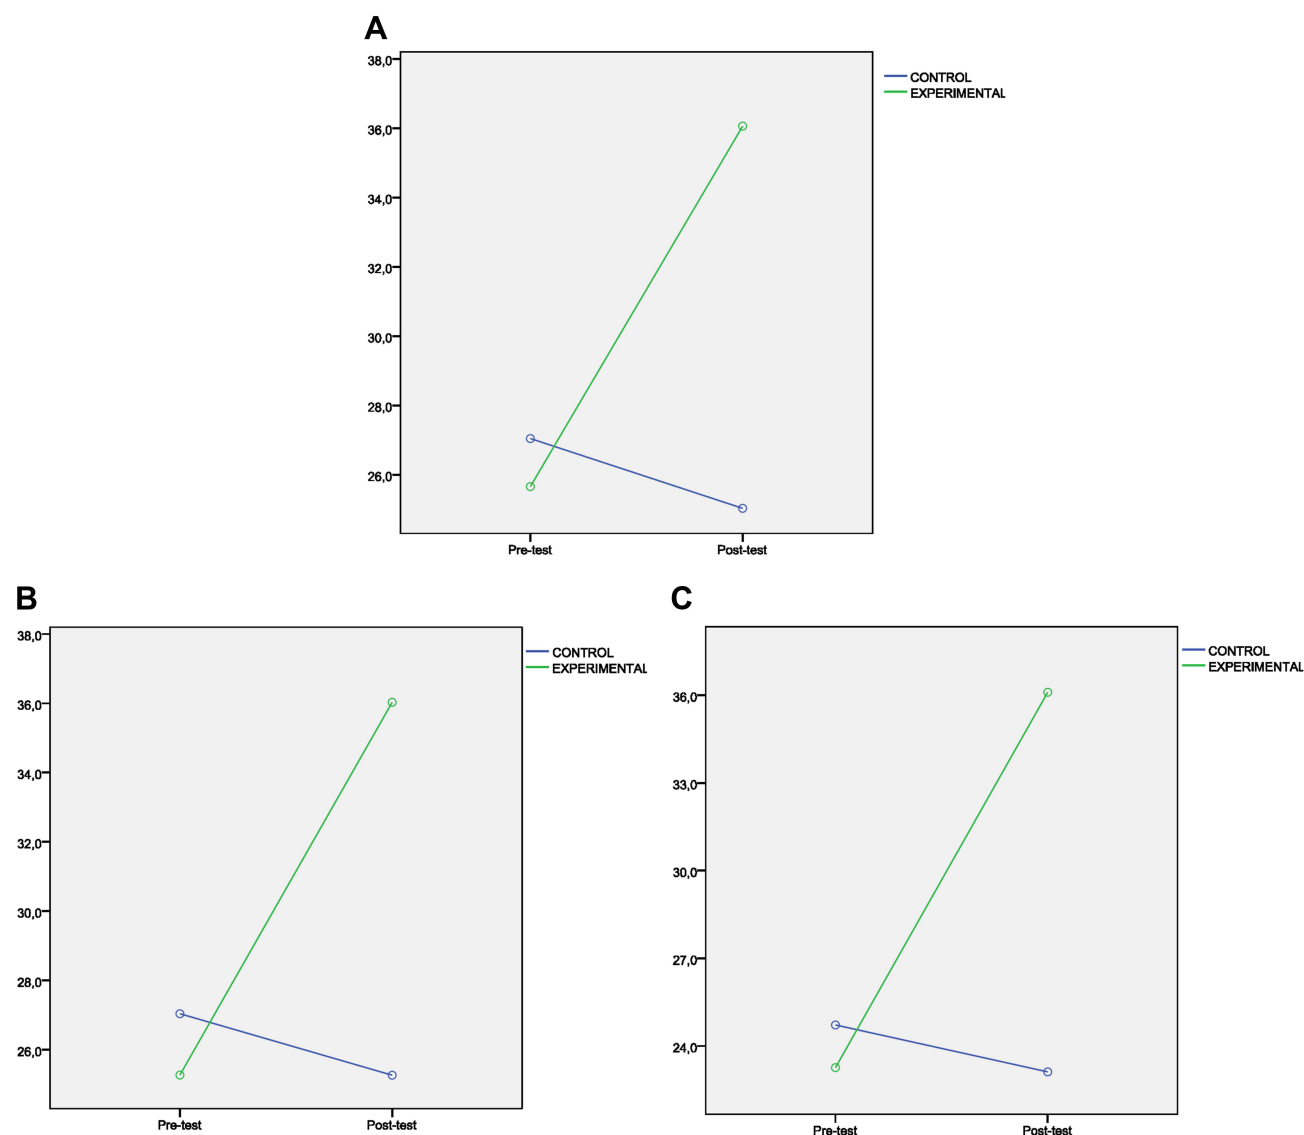 A
38,0
CONTROL
EXPERIMENTAL
36,0
34,0
32,0
30,0
28,0
26,0
Pre-test Post-test
B
38,0
CONTROL
EXPERIMENTAL
36,0
34,0
32,0
30,0
28,0
26,0
Pre-test Post-test
C
CONTROL
EXPERIMENTAL
36,0
33,0
30,0
27,0
24,0
Pre-test Post-test